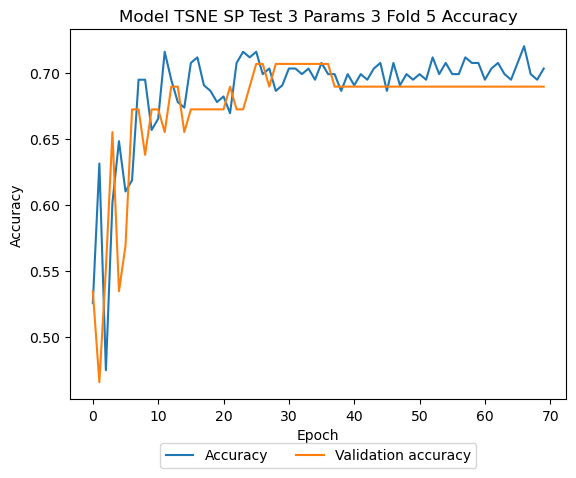 Model TSNE SP Test 3 Params 3 Fold 5 Accuracy
Accuracy
0.70
0.65
0.60
0.55
0.50
0 10 20 30 40 50 60 70
Epoch
Accuracy Validation accuracy